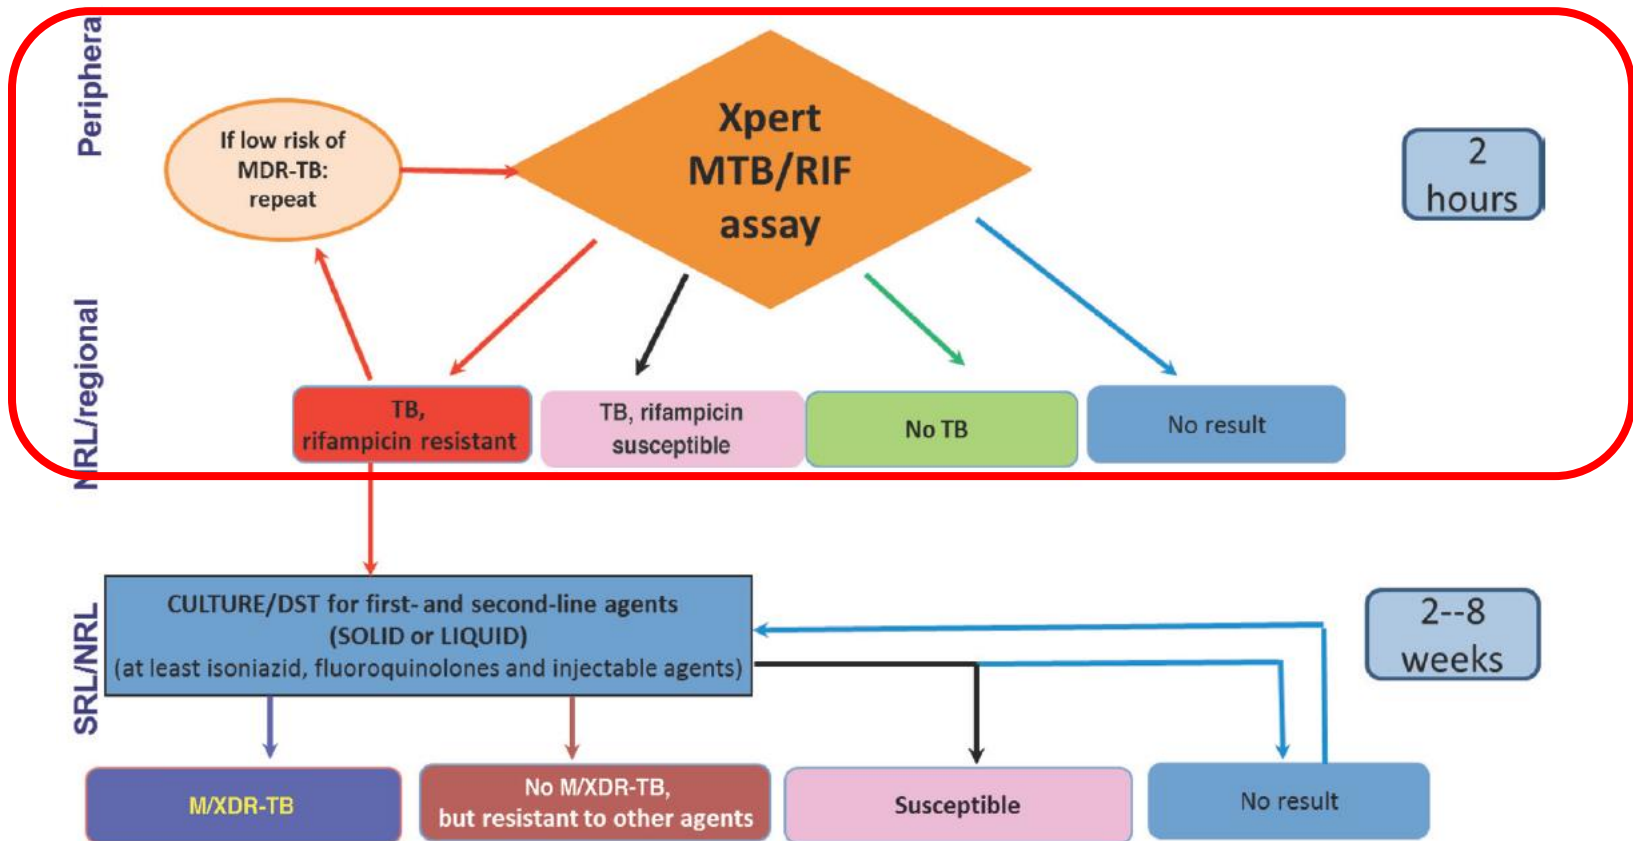 Periphera
If low risk of
MDR-TB:
repeat
Xpert
MTB/RIF
assay
2
hours
NRL/regional
TB,
rifampicin resistant
TB, rifampicin
susceptible
No TB
No result
SRL/NRL
CULTURE/DST for first- and second-line agents
(SOLID or LIQUID)
(at least isoniazid, fluoroquinolones and injectable agents)
2--8
weeks
M/XDR-TB
No M/XDR-TB,
but resistant to other agents
Susceptible
No result